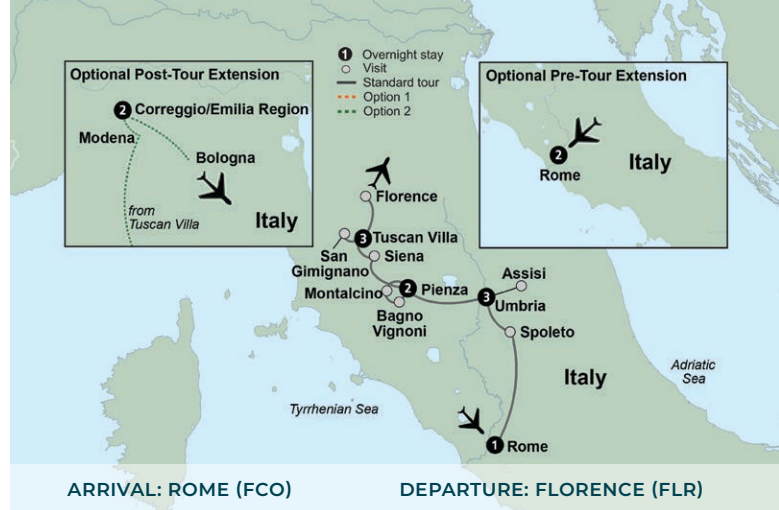 Optional Post-Tour Extension
2 Correggio/Emilia Region
Modena
Bologna
from
Tuscan Villa
Italy
1 Overnight stay
Visit
Standard tour
Option 1
Option 2
Optional Pre-Tour Extension
2
Rome
Italy
Florence
3 Tuscan Villa
San
Gimignano
Siena
Montalcino
2 Pienza
Bagno
Vignoni
Assisi
3 Umbria
Spoleto
Italy
Adriatic
Sea
Tyrrhenian Sea
1 Rome
ARRIVAL: ROME (FCO)
DEPARTURE: FLORENCE (FLR)